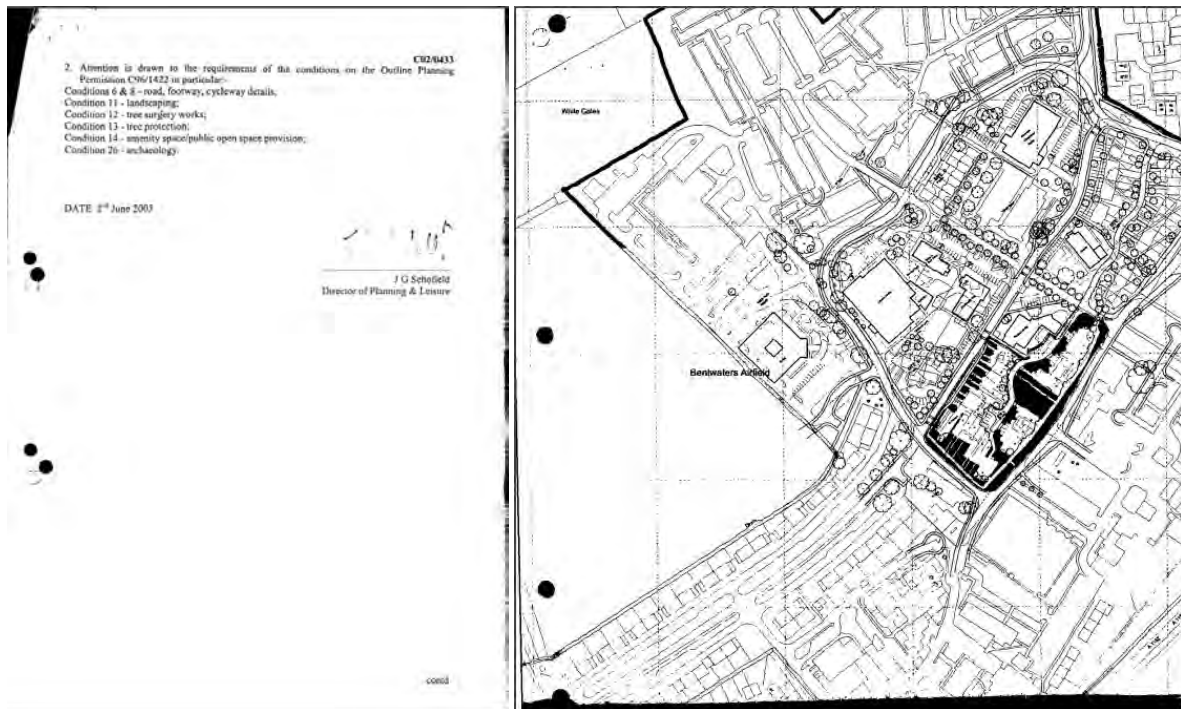 C02/0433
2. Attention is drawn to the requirements of the conditions on the Outline Planning
Permission C96/1422 in particular:-
Conditions 6 & 8 - road, footway, cycleway details;
Condition 11 - landscaping;
Condition 12 - tree surgery works;
Condition 13 - tree protection;
Condition 14 - amenity space/public open space provision;
Condition 26 - archaeology.
DATE 2nd June 2003
J G Schofield
Director of Planning & Leisure
contd
White Gates
Bentwaters Airfield